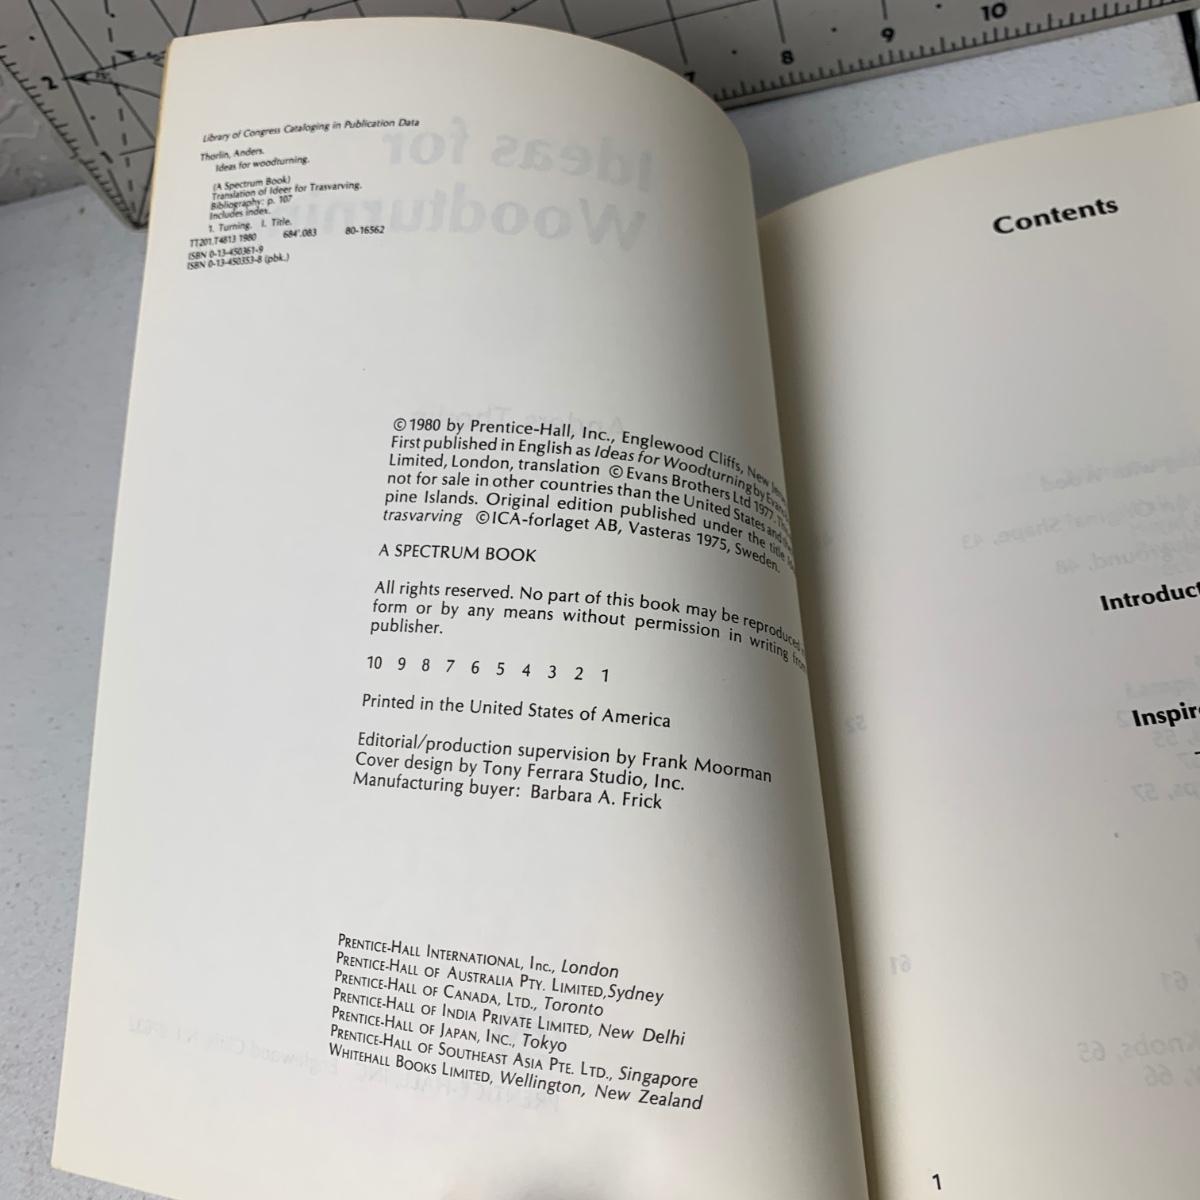 Library of Congress Cataloging in Publication Data
Thorlin, Anders.
Ideas for woodturning.
(A Spectrum Book)
Translation of Ideer for Trasvarving.
Bibliography: p. 107
Includes index.
1. Turning. I. Title.
TT201.T4813 1980 684'.083 80-16562
ISBN 0-13-450361-9
ISBN 0-13-450353-8 (pbk.)
©1980 by Prentice-Hall, Inc., Englewood Cliffs, New
First published in English as Ideas for Woodturning by Evans
Limited, London, translation ©Evans Brothers Ltd 1977.
not for sale in other countries than the United States and
pine Islands. Original edition published under the title
trasvarving ©ICA-forlaget AB, Vasteras 1975, Sweden.
A SPECTRUM BOOK
All rights reserved. No part of this book may be reproduced
form or by any means without permission in writing from
publisher.
10 9 8 7 6 5 4 3 2 1
Printed in the United States of America
Editorial/production supervision by Frank Moorman
Cover design by Tony Ferrara Studio, Inc.
Manufacturing buyer: Barbara A. Frick
PRENTICE-HALL INTERNATIONAL, INC., London
PRENTICE-HALL OF AUSTRALIA PTY. LIMITED, Sydney
PRENTICE-HALL OF CANADA, LTD., Toronto
PRENTICE-HALL OF INDIA PRIVATE LIMITED, New Delhi
PRENTICE-HALL OF JAPAN, INC., Tokyo
PRENTICE-HALL OF SOUTHEAST ASIA PTE. LTD., Singapore
WHITEHALL BOOKS LIMITED, Wellington, New Zealand
Contents
Introduct
Inspir
1
2 7 8 9 10